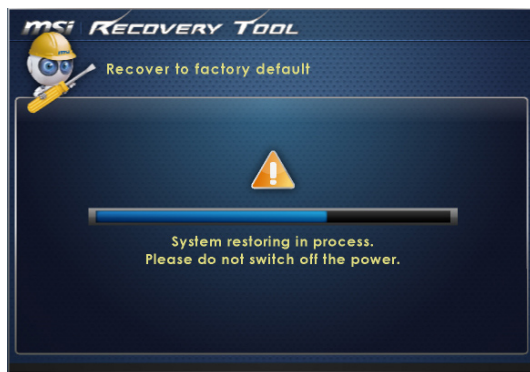 msi RECOVERY TOOL
Recover to factory default
System restoring in process.
Please do not switch off the power.